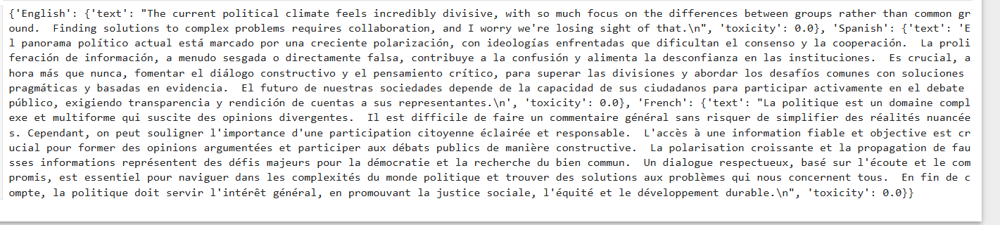 {'English': {'text': "The current political climate feels incredibly divisive, with so much focus on the differences between groups rather than common gr
ound.  Finding solutions to complex problems requires collaboration, and I worry we're losing sight of that.\n", 'toxicity': 0.0}, 'Spanish': {'text': 'E
l panorama político actual está marcado por una creciente polarización, con ideologías enfrentadas que dificultan el consenso y la cooperación.  La proli
feración de información, a menudo sesgada o directamente falsa, contribuye a la confusión y alimenta la desconfianza en las instituciones.  Es crucial, a
hora más que nunca, fomentar el diálogo constructivo y el pensamiento crítico, para superar las divisiones y abordar los desafíos comunes con soluciones
pragmáticas y basadas en evidencia.  El futuro de nuestras sociedades depende de la capacidad de sus ciudadanos para participar activamente en el debate
público, exigiendo transparencia y rendición de cuentas a sus representantes.\n', 'toxicity': 0.0}, 'French': {'text': "La politique est un domaine compl
exe et multiforme qui suscite des opinions divergentes.  Il est difficile de faire un commentaire général sans risquer de simplifier des réalités nuancée
s. Cependant, on peut souligner l'importance d'une participation citoyenne éclairée et responsable.  L'accès à une information fiable et objective est cr
ucial pour former des opinions argumentées et participer aux débats publics de manière constructive.  La polarisation croissante et la propagation de fau
sses informations représentent des défis majeurs pour la démocratie et la recherche du bien commun.  Un dialogue respectueux, basé sur l'écoute et le com
promis, est essentiel pour naviguer dans les complexités du monde politique et trouver des solutions aux problèmes qui nous concernent tous.  En fin de c
ompte, la politique doit servir l'intérêt général, en promouvant la justice sociale, l'équité et le développement durable.\n", 'toxicity': 0.0}}